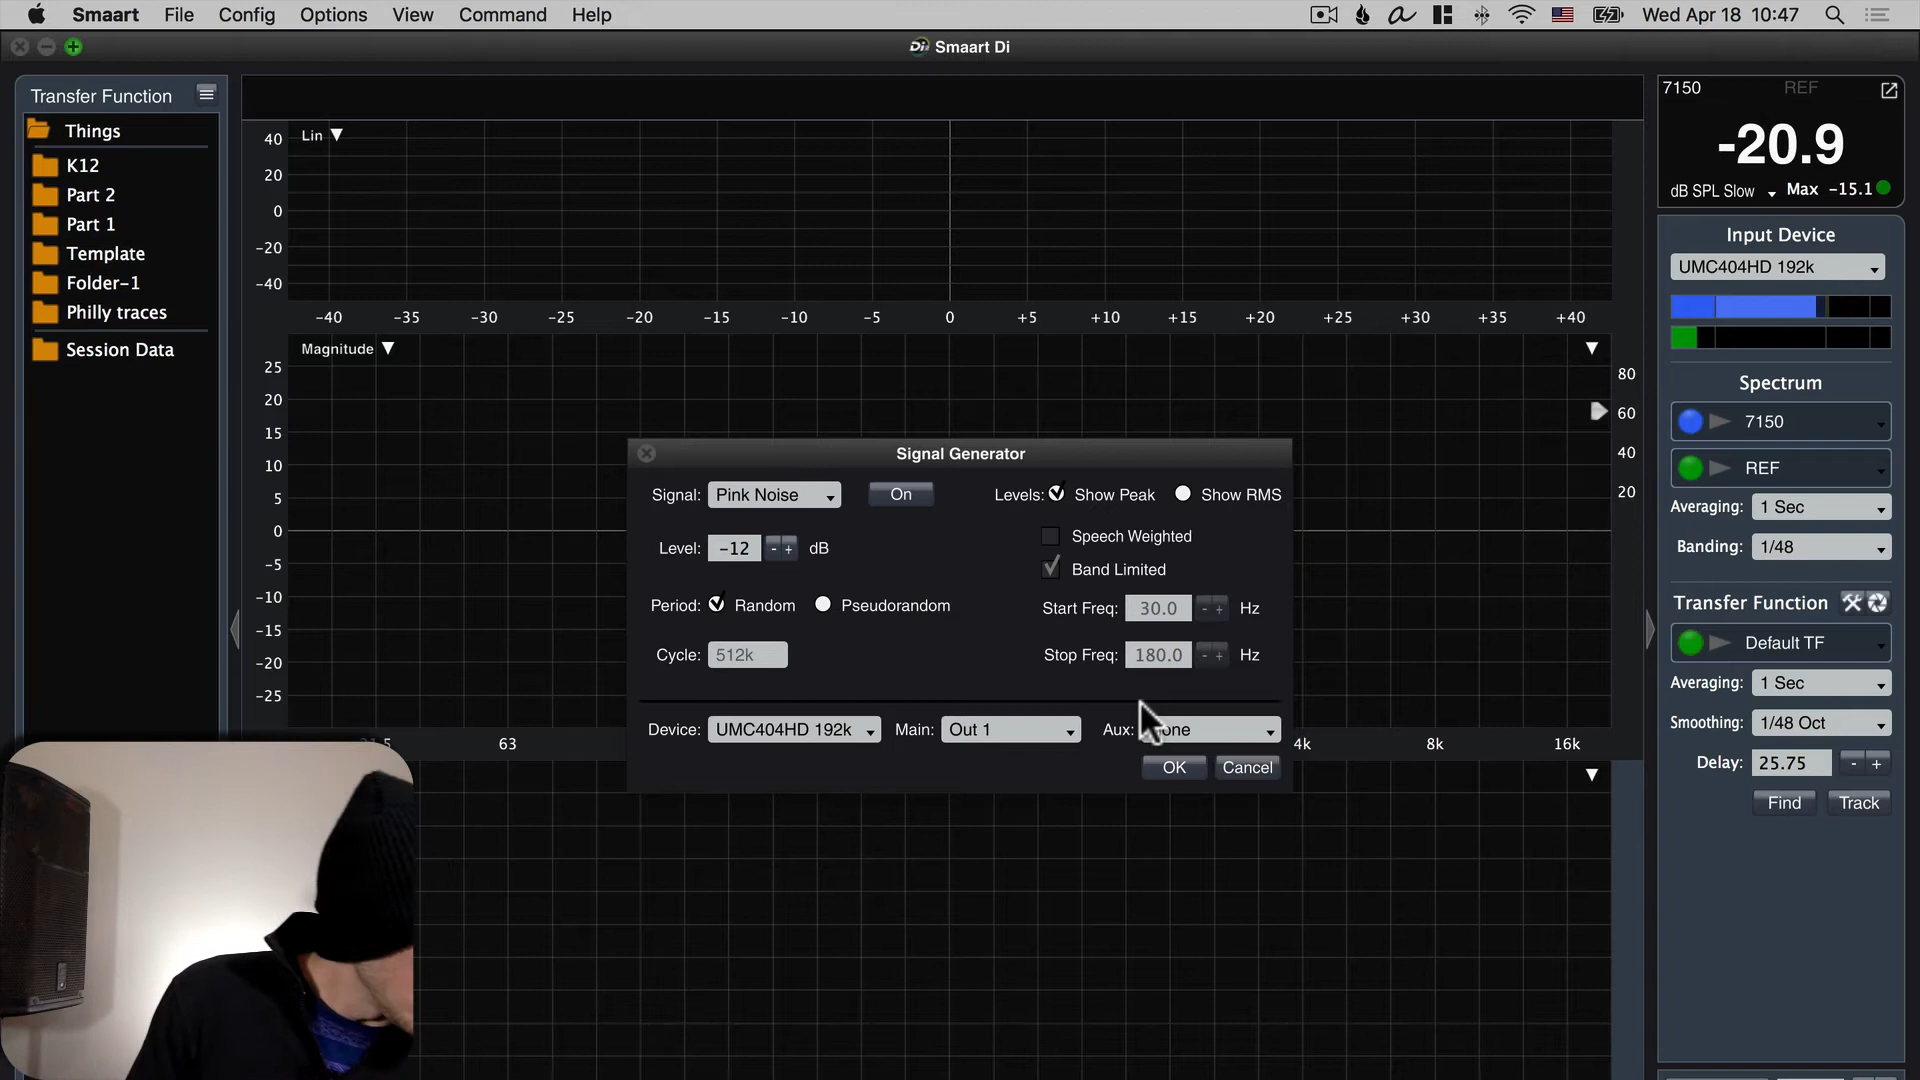 Smaart File Config Options View Command Help Wed Apr 18 10:47
Di Smaart Di
Transfer Function
Things
K12
Part 2
Part 1
Template
Folder-1
Philly traces
Session Data
Lin
40
20
0
-20
-40
-40 -35 -30 -25 -20 -15 -10 -5 0 +5 +10 +15 +20 +25 +30 +35 +40
Magnitude
25
20
15
10
5
0
-5
-10
-15
-20
-25
80
60
40
20
63 4k 8k 16k
Signal Generator
Signal: Pink Noise On Levels: Show Peak Show RMS
Speech Weighted
Level: -12 - + dB
Band Limited
Period: Random Pseudorandom
Start Freq: 30.0 - + Hz
Cycle: 512k
Stop Freq: 180.0 - + Hz
Device: UMC404HD 192k Main: Out 1 Aux:
OK Cancel
7150 REF
-20.9
dB SPL Slow Max -15.1
Input Device
UMC404HD 192k
Spectrum
7150
REF
Averaging: 1 Sec
Banding: 1/48
Transfer Function
Default TF
Averaging: 1 Sec
Smoothing: 1/48 Oct
Delay: 25.75 - +
Find Track